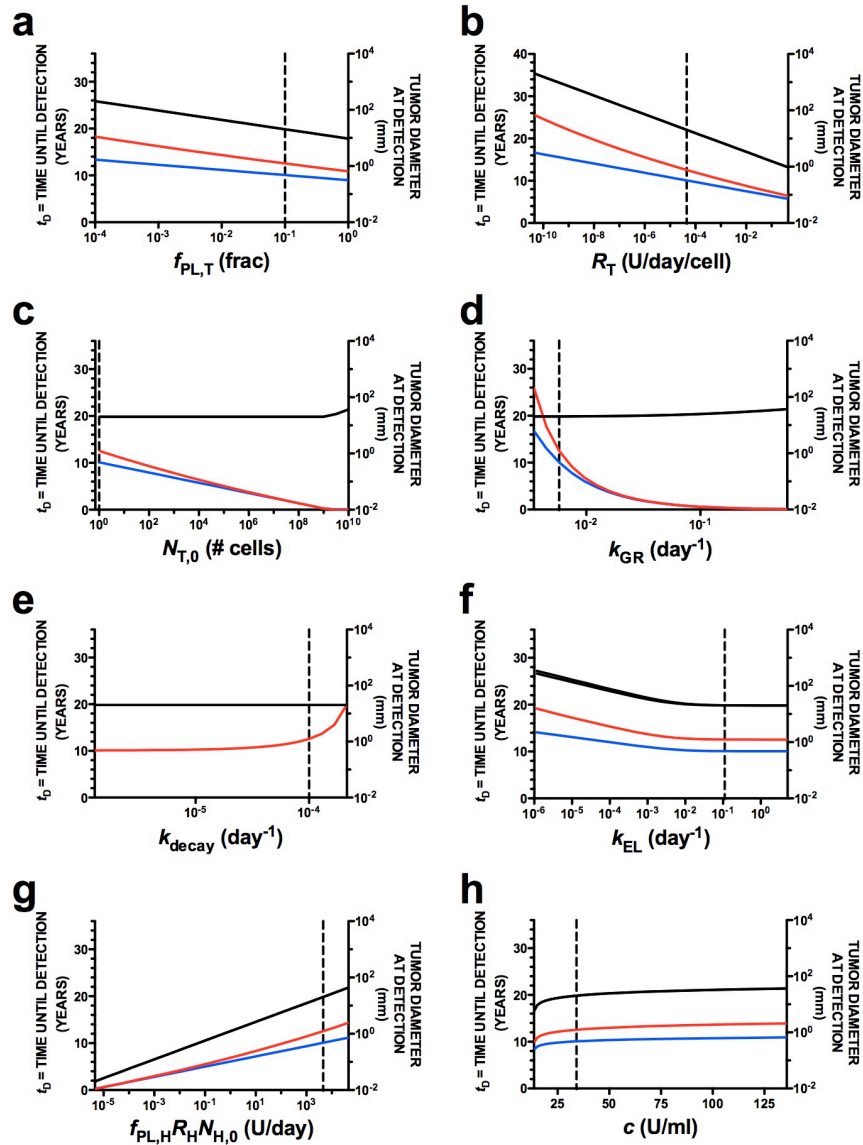 a
t_D = TIME UNTIL DETECTION
(YEARS)
30
20
10
0
10^4
10^2
10^0
10^-2
TUMOR DIAMETER
AT DETECTION
(mm)
10^-4
10^-3
10^-2
10^-1
10^0
f_PL,T (frac)
b
t_D = TIME UNTIL DETECTION
(YEARS)
40
30
20
10
0
10^4
10^2
10^0
10^-2
TUMOR DIAMETER
AT DETECTION
(mm)
10^-10
10^-8
10^-6
10^-4
10^-2
R_T (U/day/cell)
c
t_D = TIME UNTIL DETECTION
(YEARS)
30
20
10
0
10^4
10^2
10^0
10^-2
TUMOR DIAMETER
AT DETECTION
(mm)
10^0
10^2
10^4
10^6
10^8
10^10
N_T,0 (# cells)
d
t_D = TIME UNTIL DETECTION
(YEARS)
30
20
10
0
10^4
10^2
10^0
10^-2
TUMOR DIAMETER
AT DETECTION
(mm)
10^-2
10^-1
k_GR (day^-1)
e
t_D = TIME UNTIL DETECTION
(YEARS)
30
20
10
0
10^4
10^2
10^0
10^-2
TUMOR DIAMETER
AT DETECTION
(mm)
10^-5
10^-4
k_decay (day^-1)
f
t_D = TIME UNTIL DETECTION
(YEARS)
30
20
10
0
10^4
10^2
10^0
10^-2
TUMOR DIAMETER
AT DETECTION
(mm)
10^-6
10^-5
10^-4
10^-3
10^-2
10^-1
10^0
k_EL (day^-1)
g
t_D = TIME UNTIL DETECTION
(YEARS)
30
20
10
0
10^4
10^2
10^0
10^-2
TUMOR DIAMETER
AT DETECTION
(mm)
10^-5
10^-3
10^-1
10^1
10^3
f_PL,H R_H N_H,0 (U/day)
h
t_D = TIME UNTIL DETECTION
(YEARS)
30
20
10
0
10^4
10^2
10^0
10^-2
TUMOR DIAMETER
AT DETECTION
(mm)
25
50
75
100
125
c (U/ml)